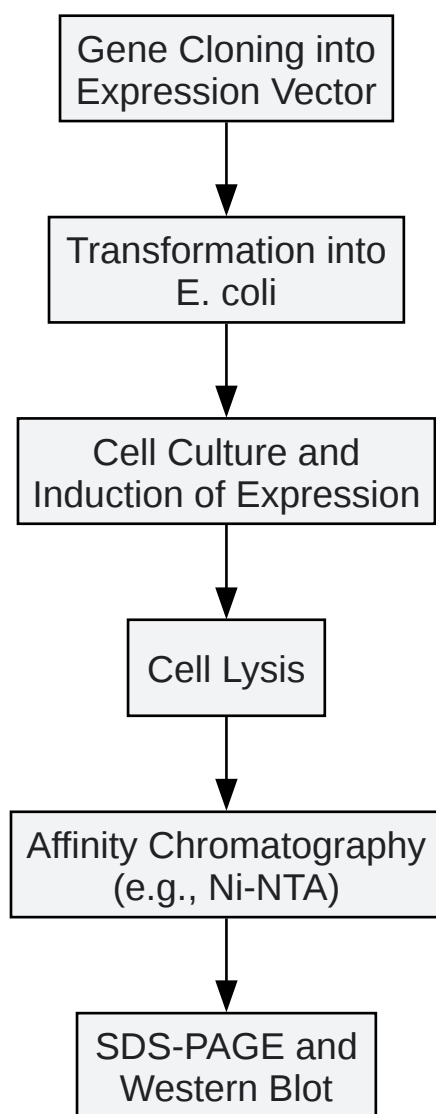 Gene Cloning into
Expression Vector
Transformation into
E. coli
Cell Culture and
Induction of Expression
Cell Lysis
Affinity Chromatography
(e.g., Ni-NTA)
SDS-PAGE and
Western Blot